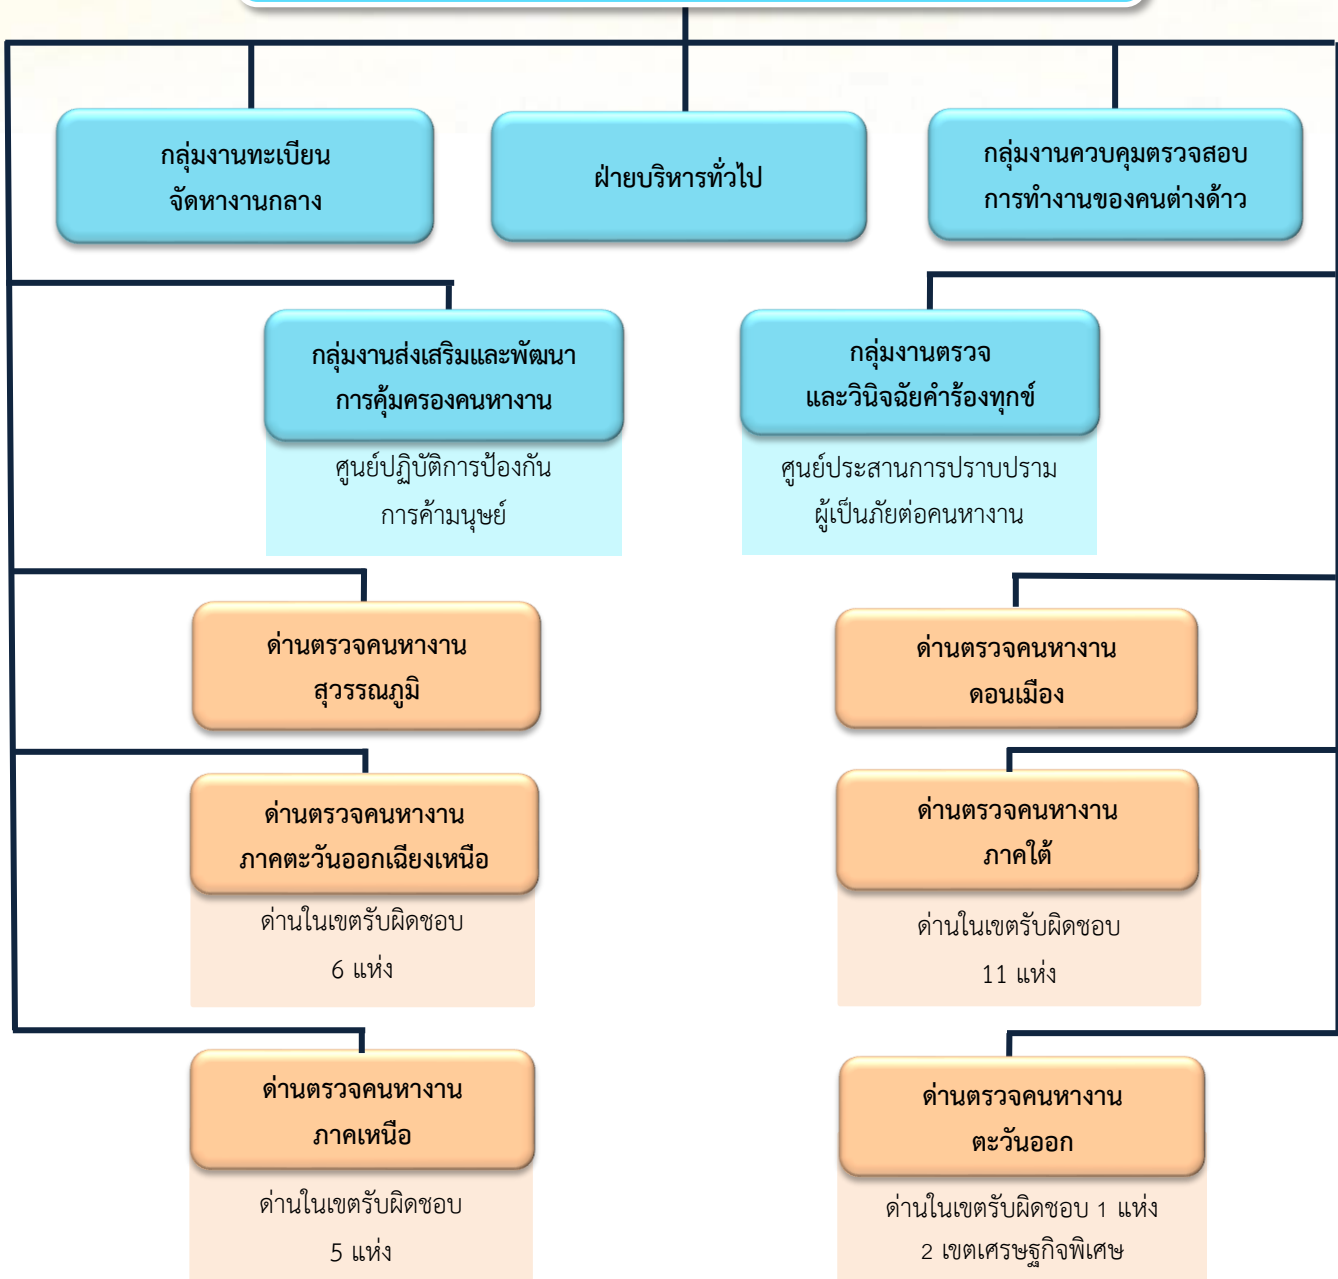 กลุ่มงานทะเบียน
จัดหางานกลาง
ฝ่ายบริหารทั่วไป
กลุ่มงานควบคุมตรวจสอบ
การทำงานของคนต่างด้าว
กลุ่มงานส่งเสริมและพัฒนา
การคุ้มครองคนหางาน
ศูนย์ปฏิบัติการป้องกัน
การค้ามนุษย์
กลุ่มงานตรวจ
และวินิจฉัยคำร้องทุกข์
ศูนย์ประสานการปราบปราม
ผู้เป็นภัยต่อคนหางาน
ด่านตรวจคนหางาน
สุวรรณภูมิ
ด่านตรวจคนหางาน
ดอนเมือง
ด่านตรวจคนหางาน
ภาคตะวันออกเฉียงเหนือ
ด่านในเขตรับผิดชอบ
6 แห่ง
ด่านตรวจคนหางาน
ภาคใต้
ด่านในเขตรับผิดชอบ
11 แห่ง
ด่านตรวจคนหางาน
ภาคเหนือ
ด่านในเขตรับผิดชอบ
5 แห่ง
ด่านตรวจคนหางาน
ตะวันออก
ด่านในเขตรับผิดชอบ 1 แห่ง
2 เขตเศรษฐกิจพิเศษ